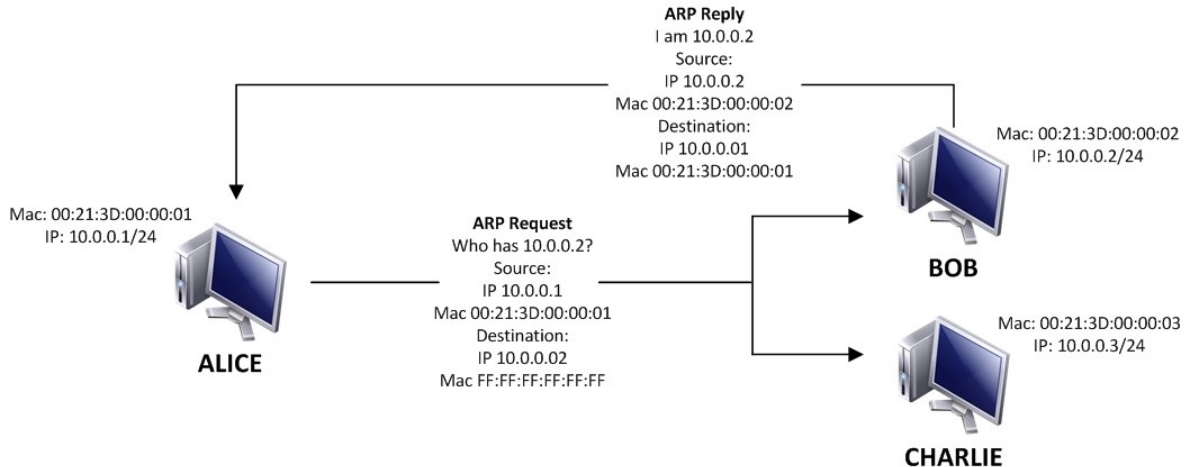 ARP Reply
I am 10.0.0.2
Source:
IP 10.0.0.2
Mac 00:21:3D:00:00:02
Destination:
IP 10.0.0.01
Mac 00:21:3D:00:00:01
Mac: 00:21:3D:00:00:02
IP: 10.0.0.2/24
BOB
Mac: 00:21:3D:00:00:01
IP: 10.0.0.1/24
ALICE
ARP Request
Who has 10.0.0.2?
Source:
IP 10.0.0.1
Mac 00:21:3D:00:00:01
Destination:
IP 10.0.0.02
Mac FF:FF:FF:FF:FF:FF
Mac: 00:21:3D:00:00:03
IP: 10.0.0.3/24
CHARLIE